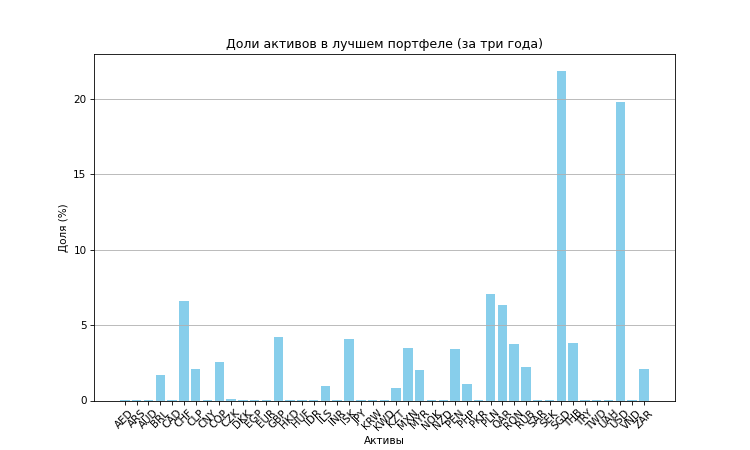 Доли активов в лучшем портфеле (за три года)
Доля (%)
20
15
10
5
0
AED ARS AUD BRL CAD CHF CLP CNY COP CZK DKK EGP EUR GBP HKD HUF IDR ILS INR ISK JPY KRW KWD KZT MXN MYR NOK NZD PEN PHP PKR PLN QAR RON RUB SAR SEK SGD THB TRY TWD UAH USD VND ZAR
Активы